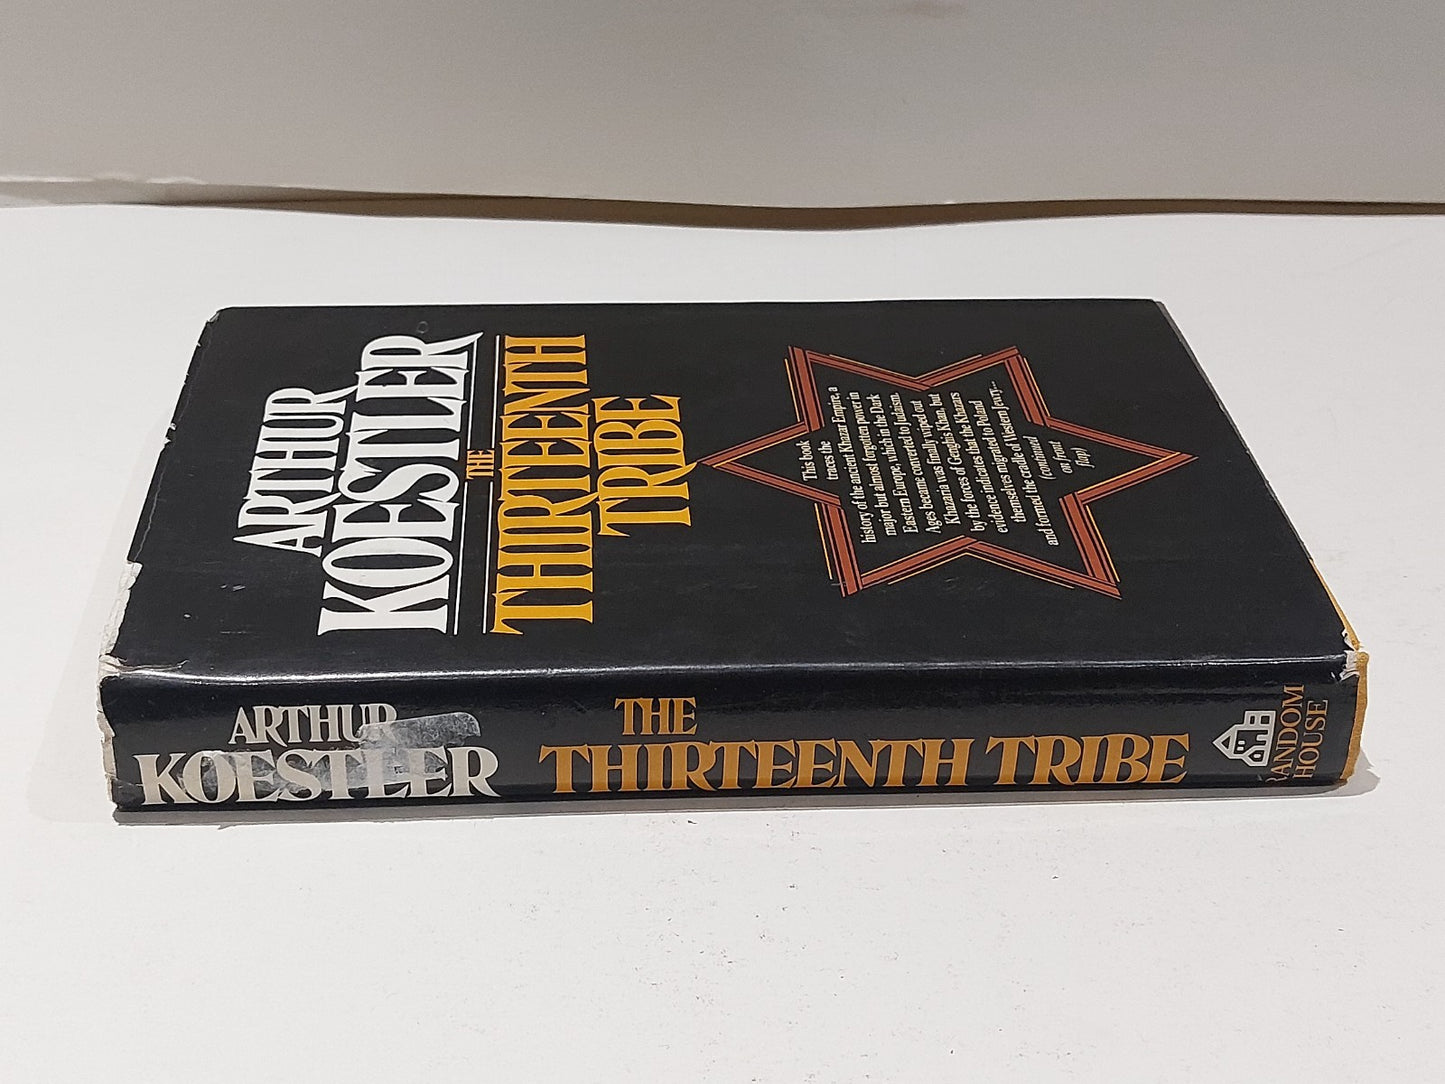 ARTHUR
KOESTLER
THE
THIRTEENTH
TRIBE
This book
traces the
history of the ancient Khazar Empire, a
major but almost forgotten power in
Eastern Europe, which in the Dark
Ages became converted to Judaism.
Khazaria was finally wiped out
by the forces of Genghis Khan, but
evidence indicates that the Khazars
themselves migrated to Poland
and formed the cradle of Western Jewry...
(continued
on front
flap)
ARTHUR
KOESTLER
THE
THIRTEENTH TRIBE
RANDOM
HOUSE